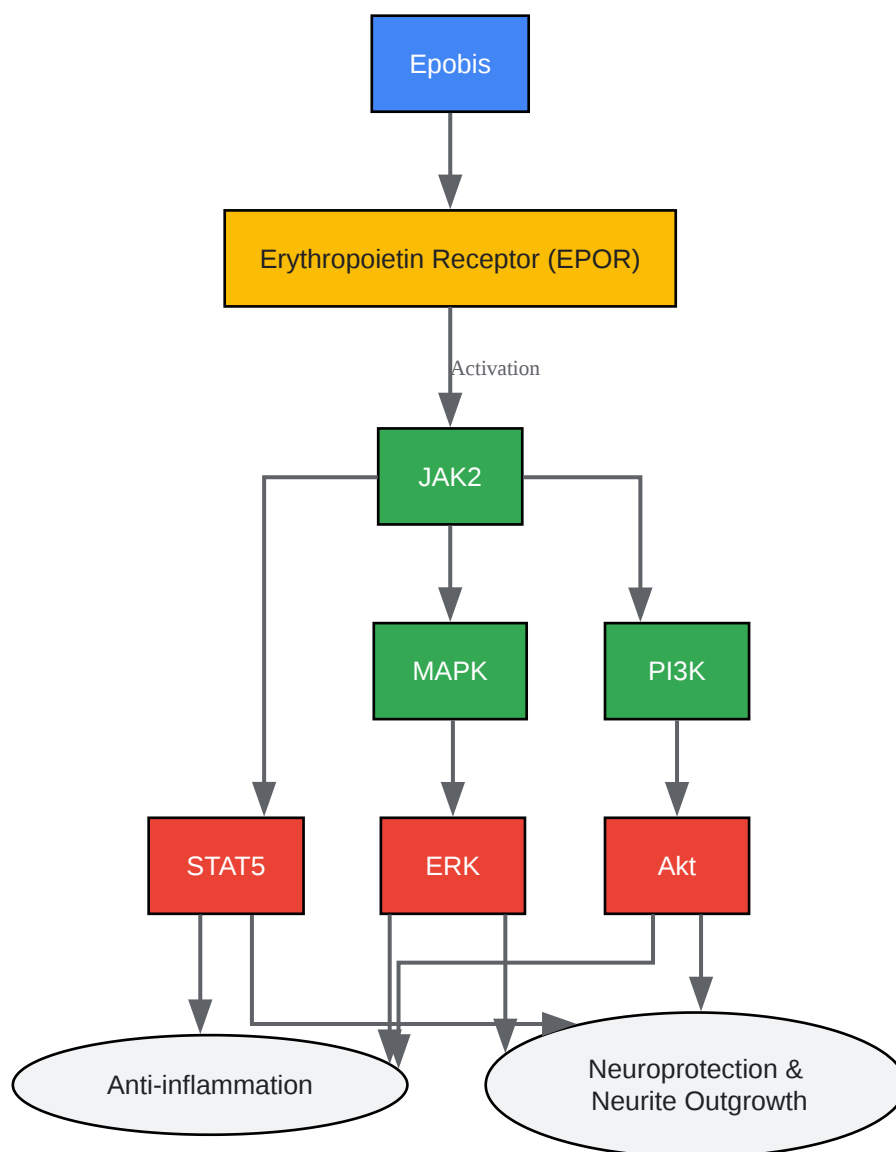 Epobis
Erythropoietin Receptor (EPOR)
Activation
JAK2
MAPK
PI3K
STAT5
ERK
Akt
Anti-inflammation
Neuroprotection &
Neurite Outgrowth